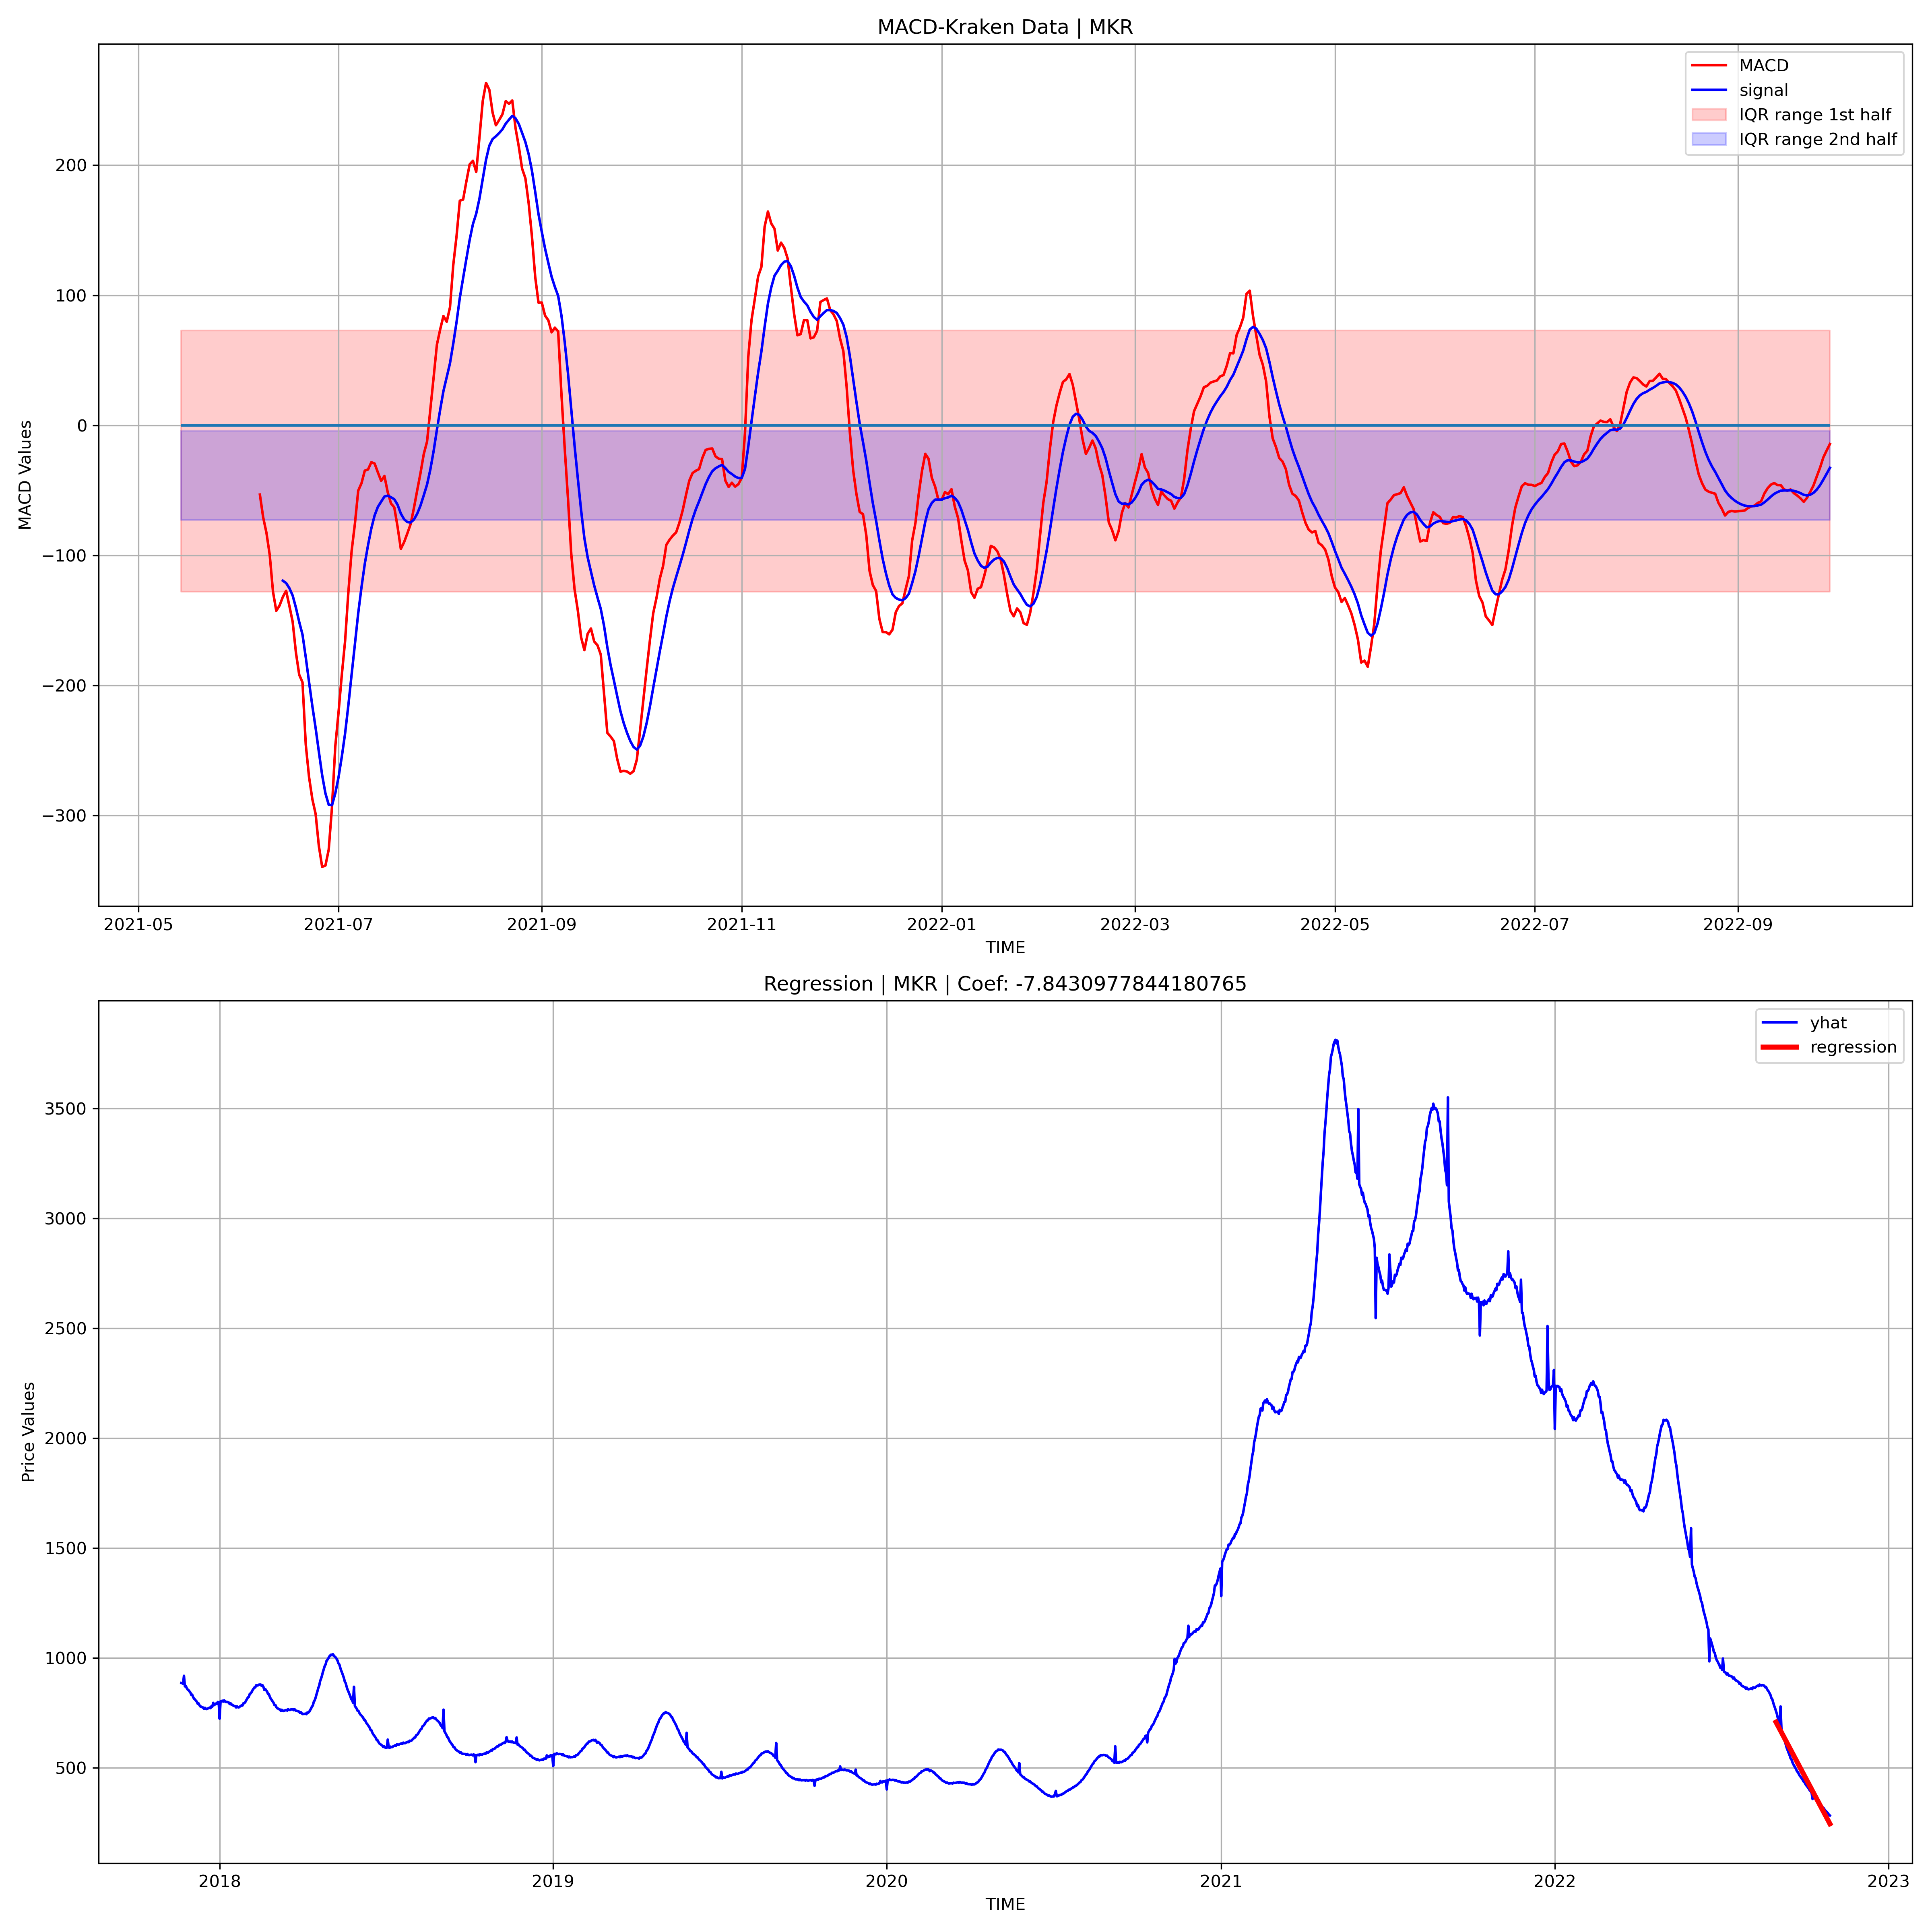 MACD-Kraken Data | MKR
MACD
signal
IQR range 1st half
IQR range 2nd half
200
100
0
−100
−200
−300
MACD Values
2021-05
2021-07
2021-09
2021-11
2022-01
2022-03
2022-05
2022-07
2022-09
TIME
Regression | MKR | Coef: -7.8430977844180765
yhat
regression
3500
3000
2500
2000
1500
1000
500
Price Values
2018
2019
2020
2021
2022
2023
TIME